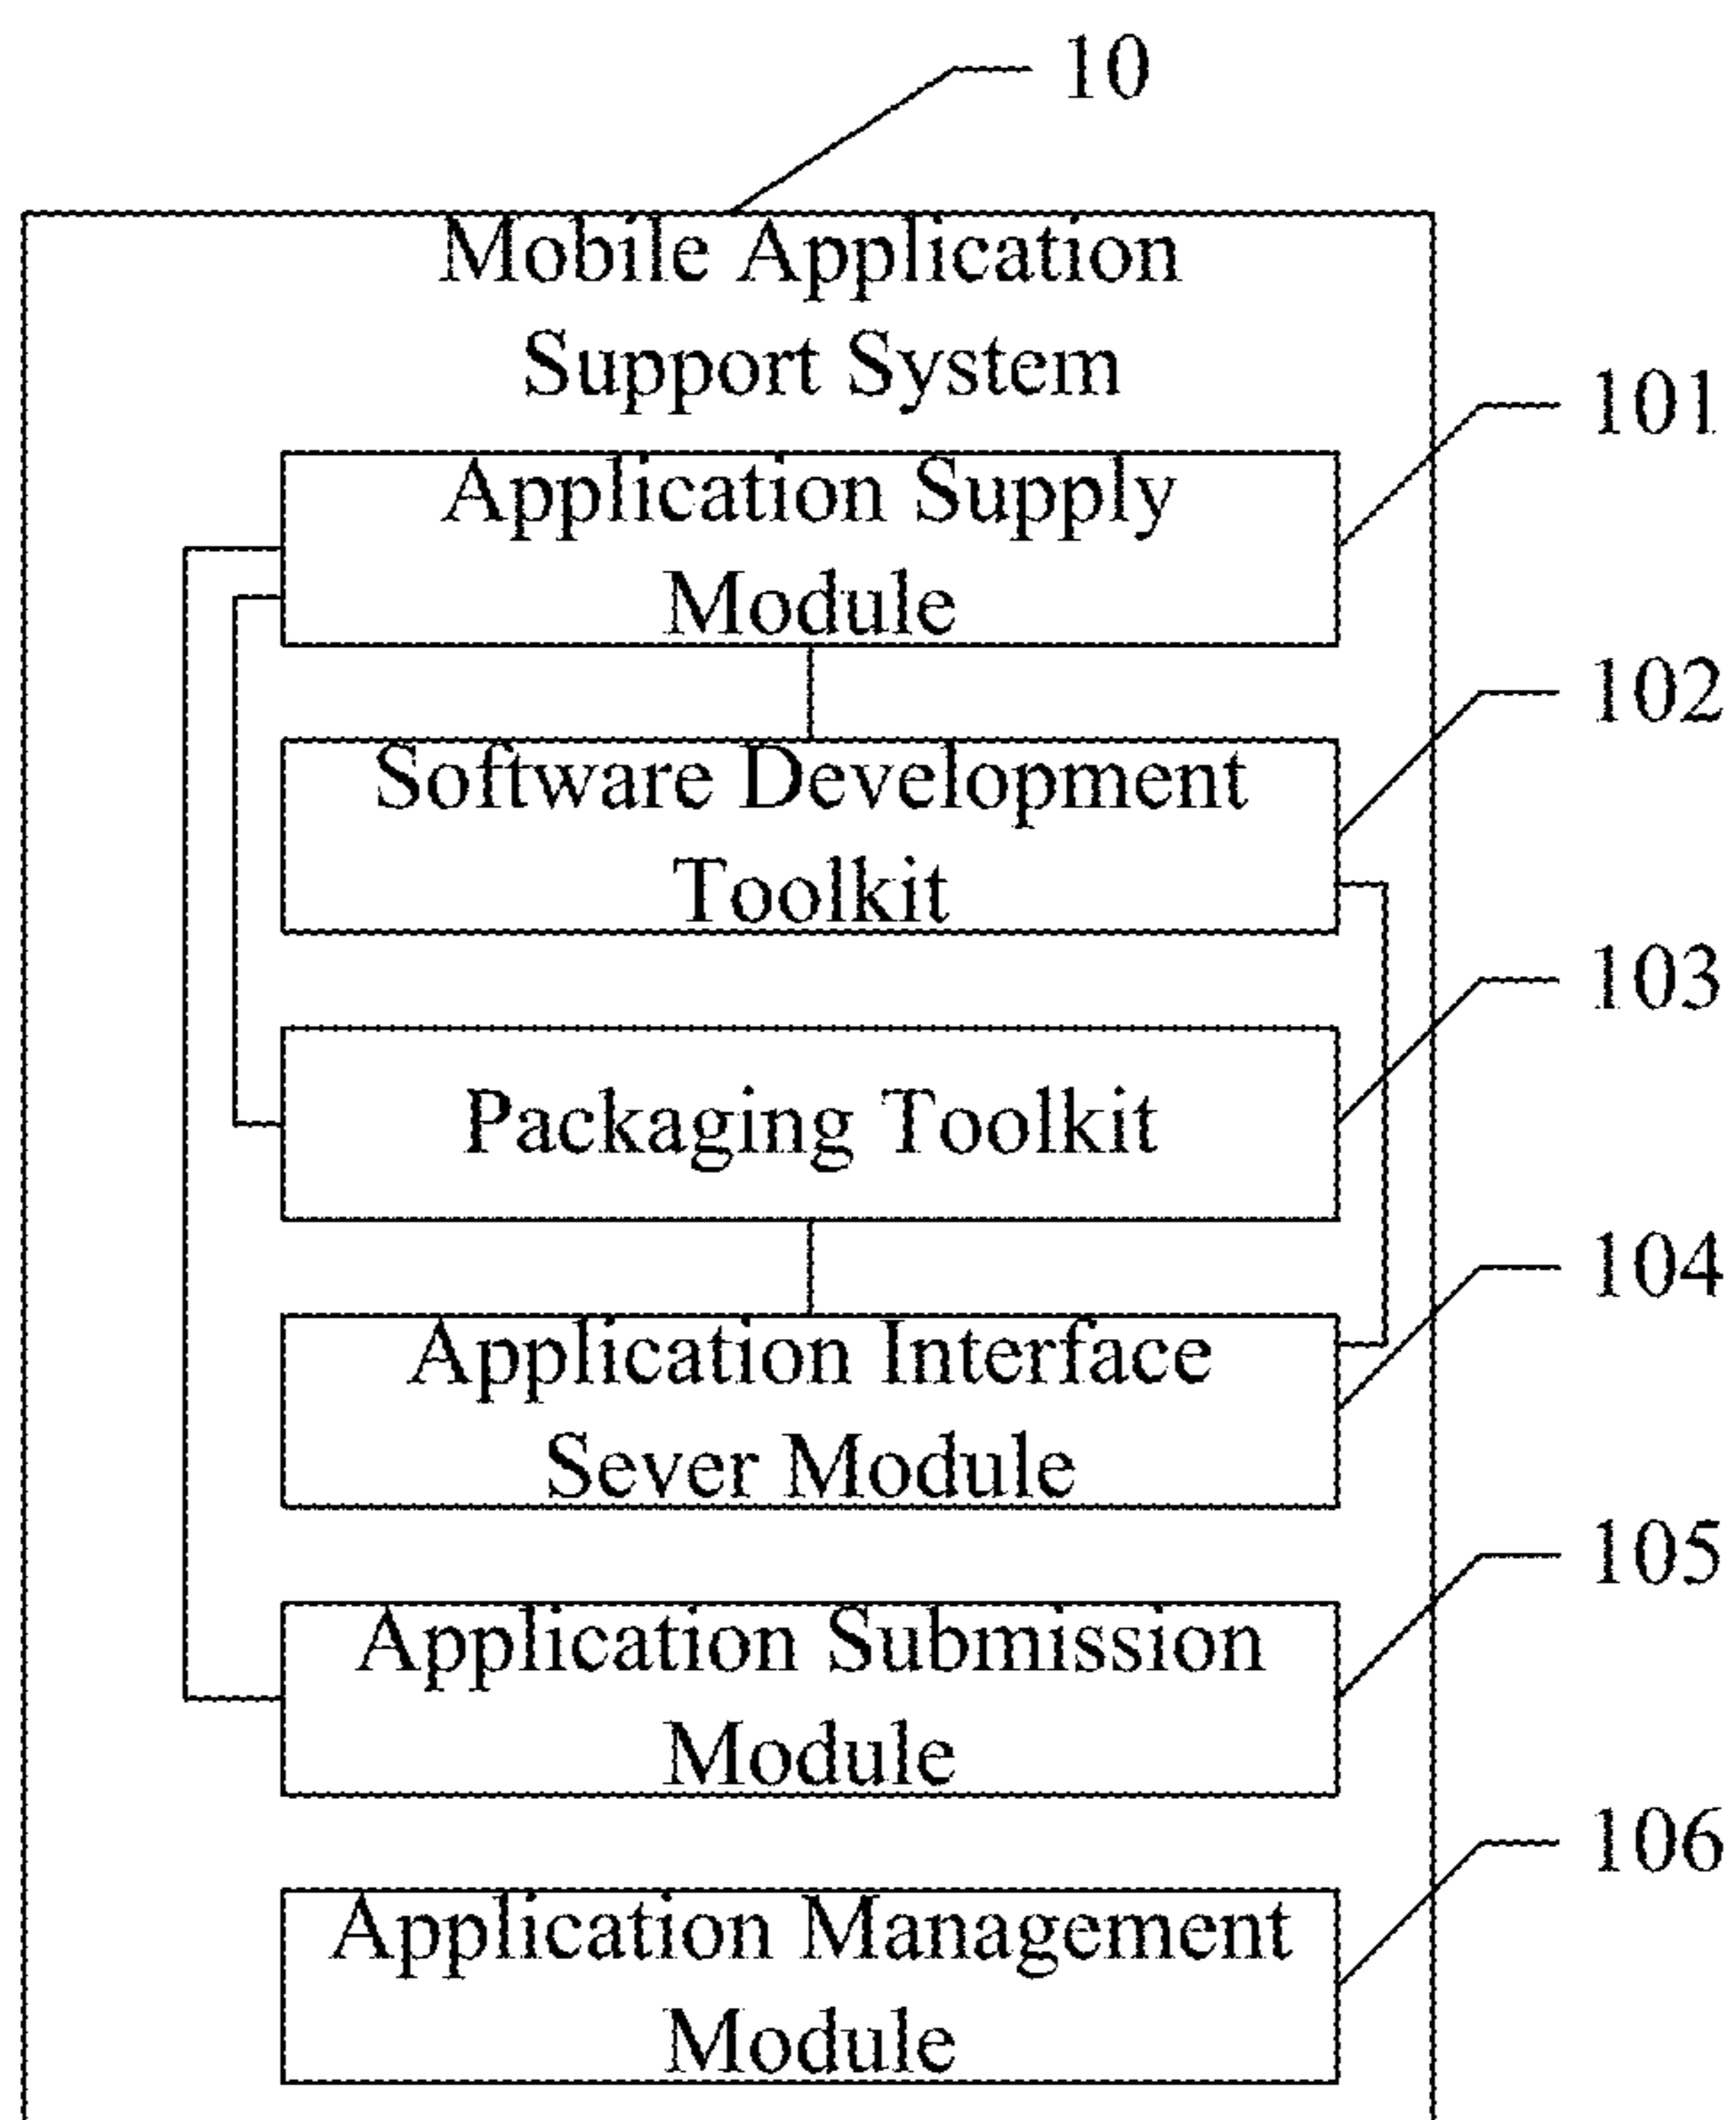 10
Mobile Application
Support System
101
Application Supply
Module
102
Software Development
Toolkit
103
Packaging Toolkit
104
Application Interface
Sever Module
105
Application Submission
Module
106
Application Management
Module